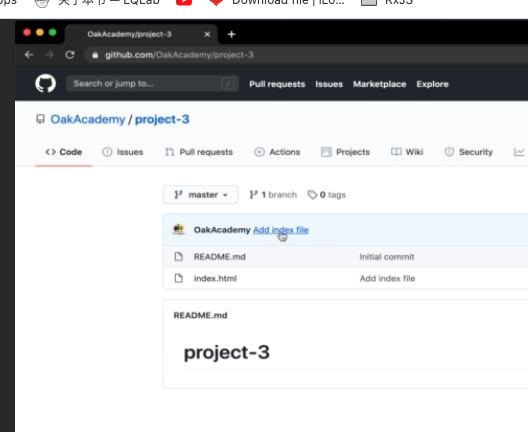 关于本书 — LQLab
Download file | iLo...
RxJS
OakAcademy/project-3
github.com/OakAcademy/project-3
Search or jump to...
/
Pull requests Issues Marketplace Explore
OakAcademy / project-3
<> Code Issues Pull requests Actions Projects Wiki Security
master 1 branch 0 tags
OakAcademy Add index file
README.md Initial commit
index.html Add index file
README.md
project-3